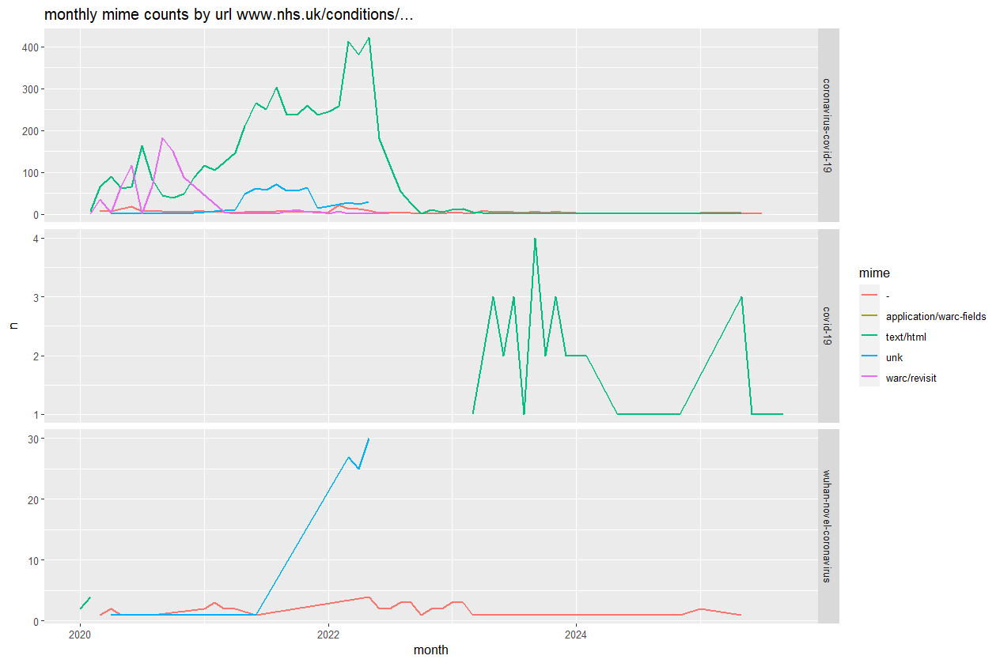 monthly mime counts by url www.nhs.uk/conditions/...
400
300
200
100
0
coronavirus-covid-19
4
3
2
1
covid-19
n
30
20
10
0
wuhan-novel-coronavirus
2020
2022
2024
month
mime
-
application/warc-fields
text/html
unk
warc/revisit